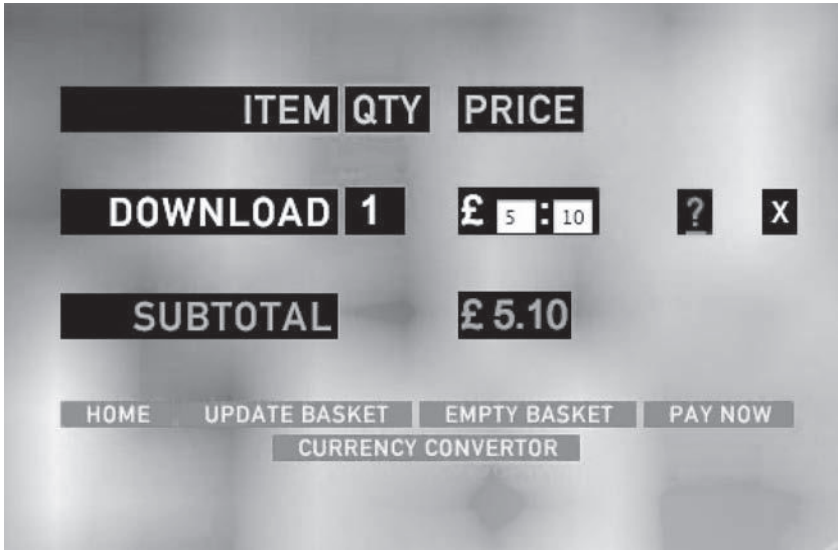 ITEM QTY PRICE
DOWNLOAD 1 £ 5 : 10 ? X
SUBTOTAL £ 5.10
HOME UPDATE BASKET EMPTY BASKET PAY NOW
CURRENCY CONVERTOR